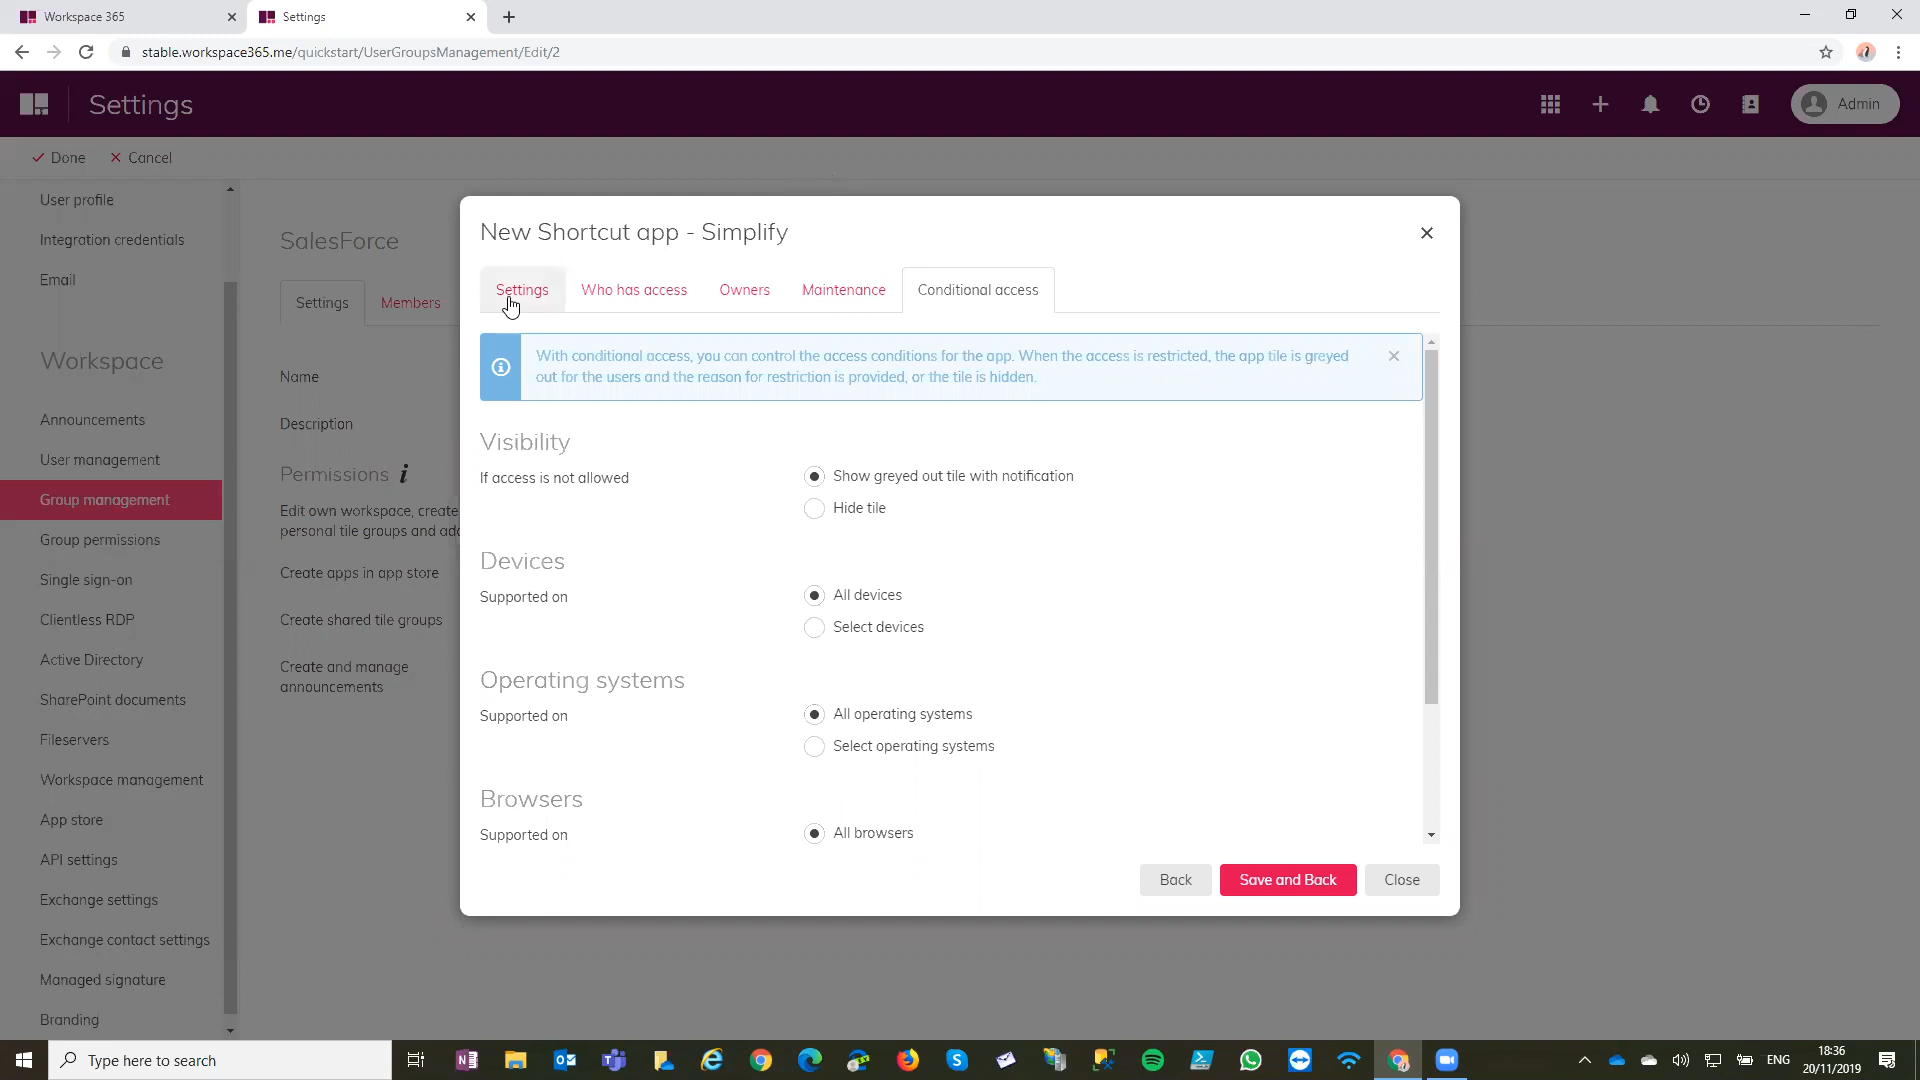 Workspace 365
Settings
stable.workspace365.me/quickstart/UserGroupsManagement/Edit/2
Settings
Admin
Done
Cancel
User profile
Integration credentials
Email
Workspace
Announcements
User management
Group management
Group permissions
Single sign-on
Clientless RDP
Active Directory
SharePoint documents
Fileservers
Workspace management
App store
API settings
Exchange settings
Exchange contact settings
Managed signature
Branding
SalesForce
Settings
Members
Name
Description
Permissions i
Edit own workspace, create
personal tile groups and add
Create apps in app store
Create shared tile groups
Create and manage
announcements
New Shortcut app - Simplify
Settings
Who has access
Owners
Maintenance
Conditional access
With conditional access, you can control the access conditions for the app. When the access is restricted, the app tile is greyed
out for the users and the reason for restriction is provided, or the tile is hidden.
Visibility
If access is not allowed
Show greyed out tile with notification
Hide tile
Devices
Supported on
All devices
Select devices
Operating systems
Supported on
All operating systems
Select operating systems
Browsers
Supported on
All browsers
Back
Save and Back
Close
Type here to search
ENG
18:36
20/11/2019